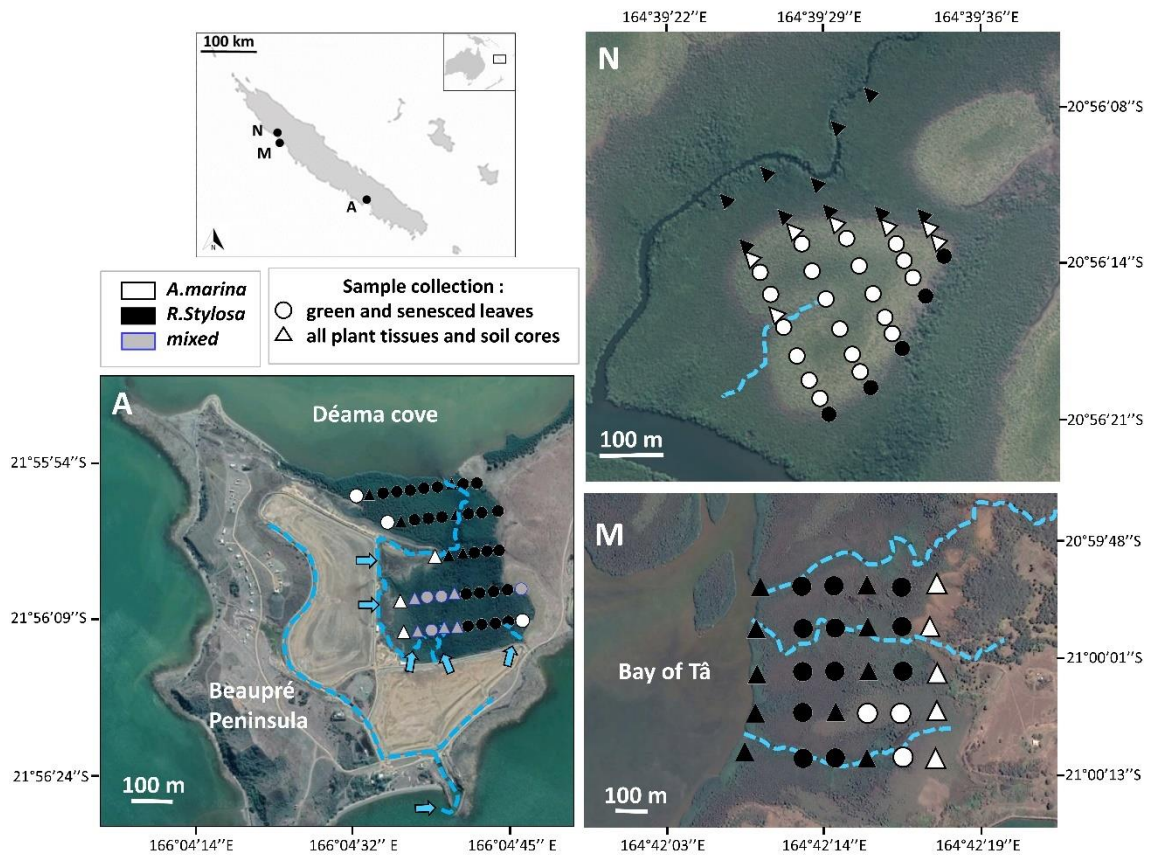 100 km
N
M
A
N
A.marina
R.Stylosa
mixed
Sample collection :
green and senesced leaves
all plant tissues and soil cores
164°39'22''E
164°39'29''E
164°39'36''E
N
20°56'08''S
20°56'14''S
20°56'21''S
100 m
A
Déama cove
21°55'54''S
21°56'09''S
21°56'24''S
Beaupré
Peninsula
100 m
166°04'14'' E
166°04'32'' E
166°04'45'' E
M
Bay of Tâ
20°59'48''S
21°00'01''S
21°00'13''S
100 m
164°42'03''E
164°42'14''E
164°42'19''E